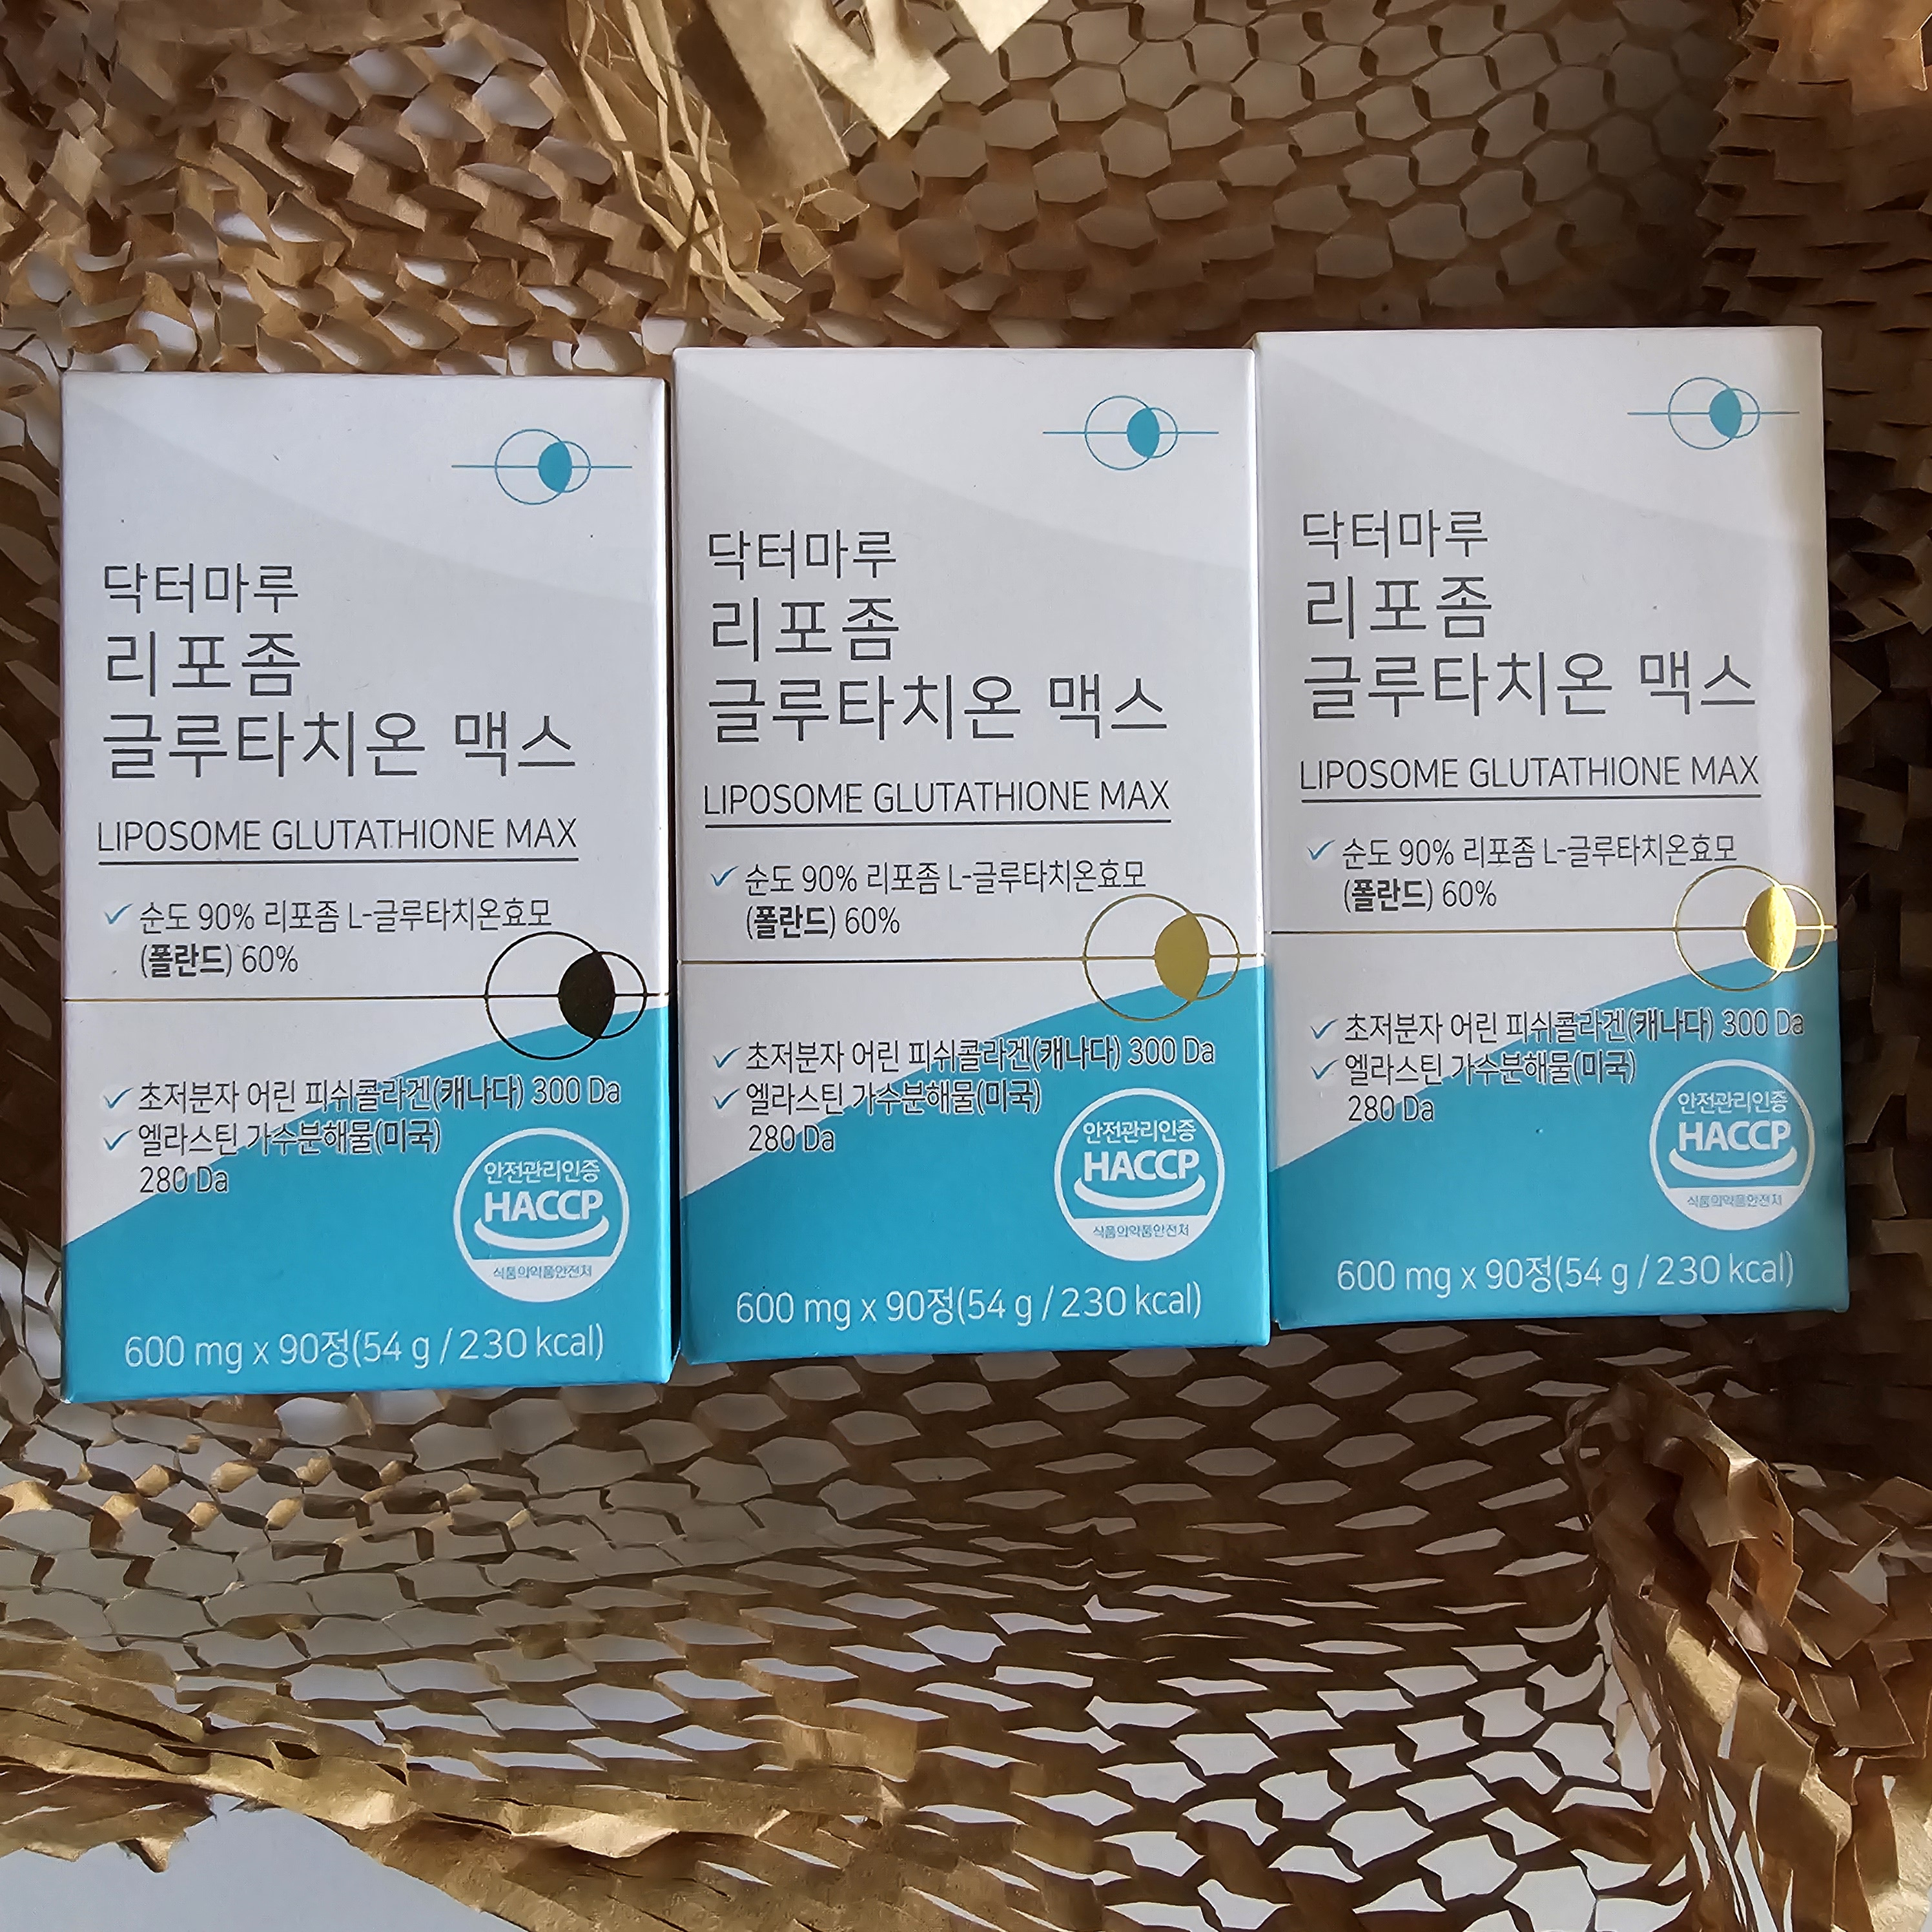 닥터마루
리포좀
글루타치온 맥스
LIPOSOME GLUTATHIONE MAX
순도 90% 리포좀 L-글루타치온효모
(폴란드) 60%
초저분자 어린 피쉬콜라겐(캐나다) 300 Da
엘라스틴 가수분해물(미국)
280 Da
안전관리인증
HACCP
식품의약품안전처
600 mg x 90정(54 g / 230 kcal)
닥터마루
리포좀
글루타치온 맥스
LIPOSOME GLUTATHIONE MAX
순도 90% 리포좀 L-글루타치온효모
(폴란드) 60%
초저분자 어린 피쉬콜라겐(캐나다) 300 Da
엘라스틴 가수분해물(미국)
280 Da
안전관리인증
HACCP
식품의약품안전처
600 mg x 90정(54 g / 230 kcal)
닥터마루
리포좀
글루타치온 맥스
LIPOSOME GLUTATHIONE MAX
순도 90% 리포좀 L-글루타치온효모
(폴란드) 60%
초저분자 어린 피쉬콜라겐(캐나다) 300 Da
엘라스틴 가수분해물(미국)
280 Da
안전관리인증
HACCP
식품의약품안전처
600 mg x 90정(54 g / 230 kcal)